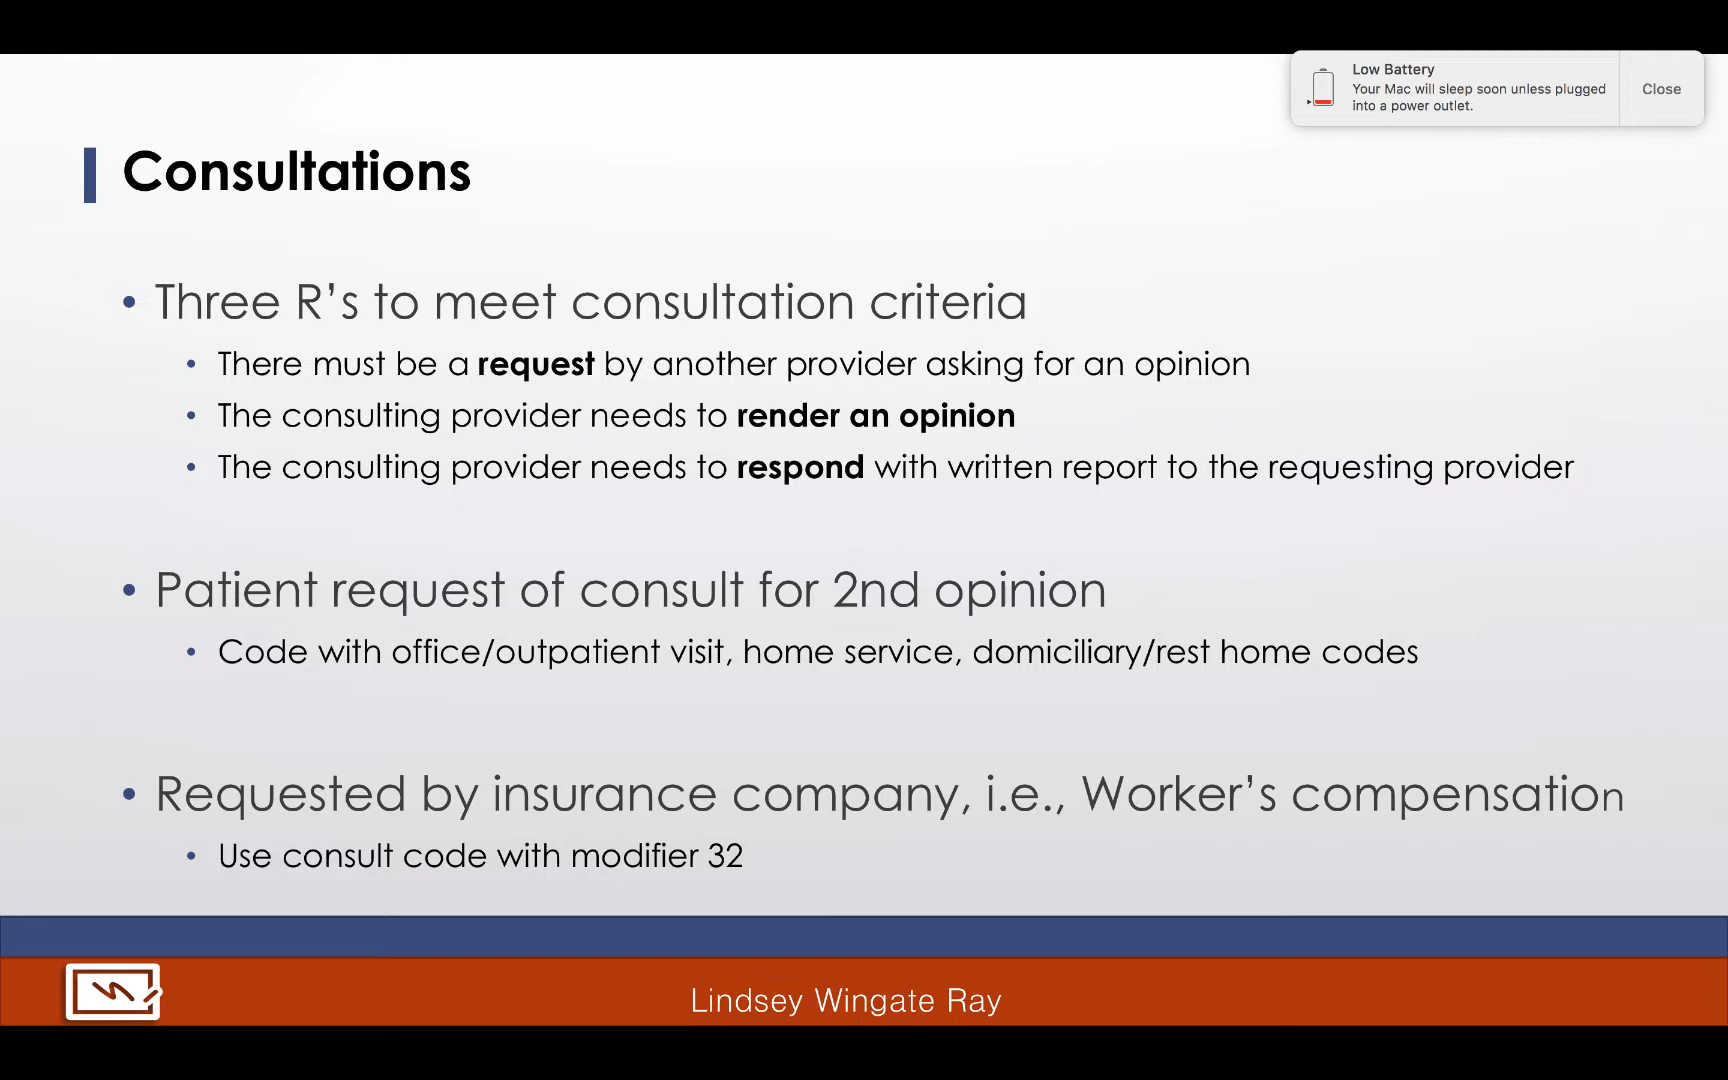 Low Battery
Your Mac will sleep soon unless plugged
into a power outlet.
Close
Consultations
• Three R’s to meet consultation criteria
• There must be a request by another provider asking for an opinion
• The consulting provider needs to render an opinion
• The consulting provider needs to respond with written report to the requesting provider
• Patient request of consult for 2nd opinion
• Code with office/outpatient visit, home service, domiciliary/rest home codes
• Requested by insurance company, i.e., Worker’s compensation
• Use consult code with modifier 32
Lindsey Wingate Ray